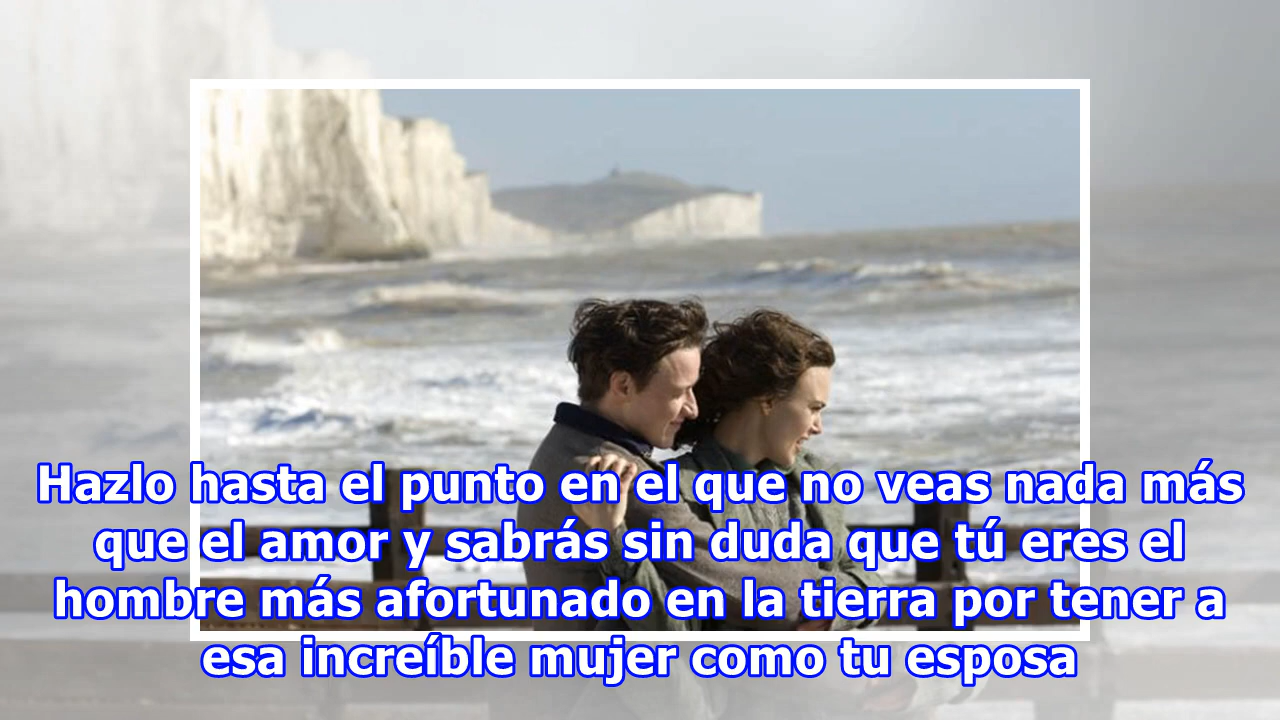 Hazlo hasta el punto en el que no veas nada más
que el amor y sabrás sin duda que tú eres el
hombre más afortunado en la tierra por tener a
esa increíble mujer como tu esposa